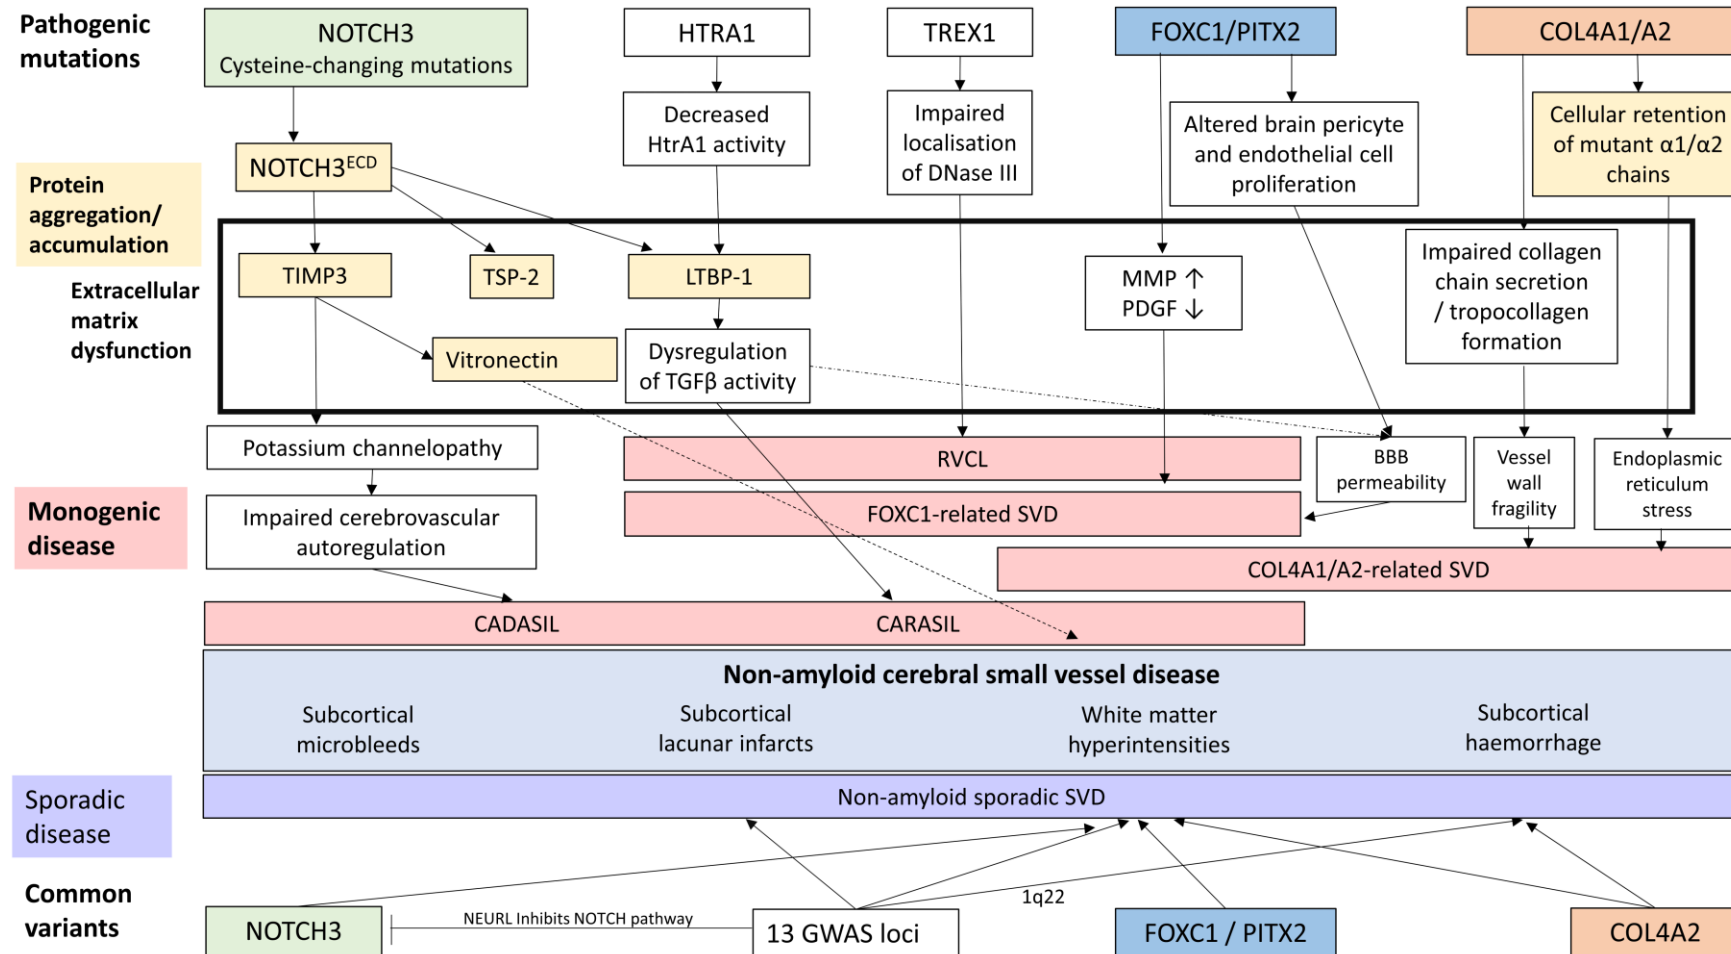 Pathogenic
mutations
NOTCH3
Cysteine-changing mutations
HTRA1
TREX1
FOXC1/PITX2
COL4A1/A2
Decreased
HtrA1 activity
Impaired
localisation
of DNase III
Altered brain pericyte
and endothelial cell
proliferation
Cellular retention
of mutant α1/α2
chains
Protein
aggregation/
accumulation
NOTCH3ECD
Extracellular
matrix
dysfunction
TIMP3
TSP-2
LTBP-1
MMP ↑
PDGF ↓
Impaired collagen
chain secretion
/ tropocollagen
formation
Vitronectin
Dysregulation
of TGFβ activity
Potassium channelopathy
RVCL
BBB
permeability
Vessel
wall
fragility
Endoplasmic
reticulum
stress
Monogenic
disease
Impaired cerebrovascular
autoregulation
FOXC1-related SVD
COL4A1/A2-related SVD
CADASIL
CARASIL
Non-amyloid cerebral small vessel disease
Subcortical
microbleeds
Subcortical
lacunar infarcts
White matter
hyperintensities
Subcortical
haemorrhage
Sporadic
disease
Non-amyloid sporadic SVD
Common
variants
1q22
NOTCH3
NEURL Inhibits NOTCH pathway
13 GWAS loci
FOXC1 / PITX2
COL4A2